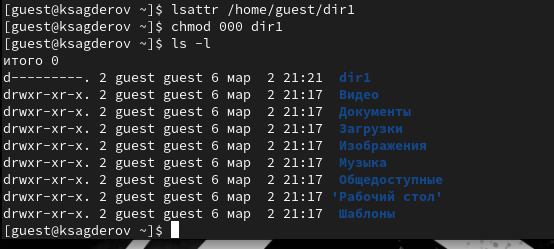 [guest@ksagderov ~]$ lsattr /home/guest/dir1
[guest@ksagderov ~]$ chmod 000 dir1
[guest@ksagderov ~]$ ls -l
итого 0
d---------. 2 guest guest 6 мар  2 21:21  dir1
drwxr-xr-x. 2 guest guest 6 мар  2 21:17  Видео
drwxr-xr-x. 2 guest guest 6 мар  2 21:17  Документы
drwxr-xr-x. 2 guest guest 6 мар  2 21:17  Загрузки
drwxr-xr-x. 2 guest guest 6 мар  2 21:17  Изображения
drwxr-xr-x. 2 guest guest 6 мар  2 21:17  Музыка
drwxr-xr-x. 2 guest guest 6 мар  2 21:17  Общедоступные
drwxr-xr-x. 2 guest guest 6 мар  2 21:17 'Рабочий стол'
drwxr-xr-x. 2 guest guest 6 мар  2 21:17  Шаблоны
[guest@ksagderov ~]$